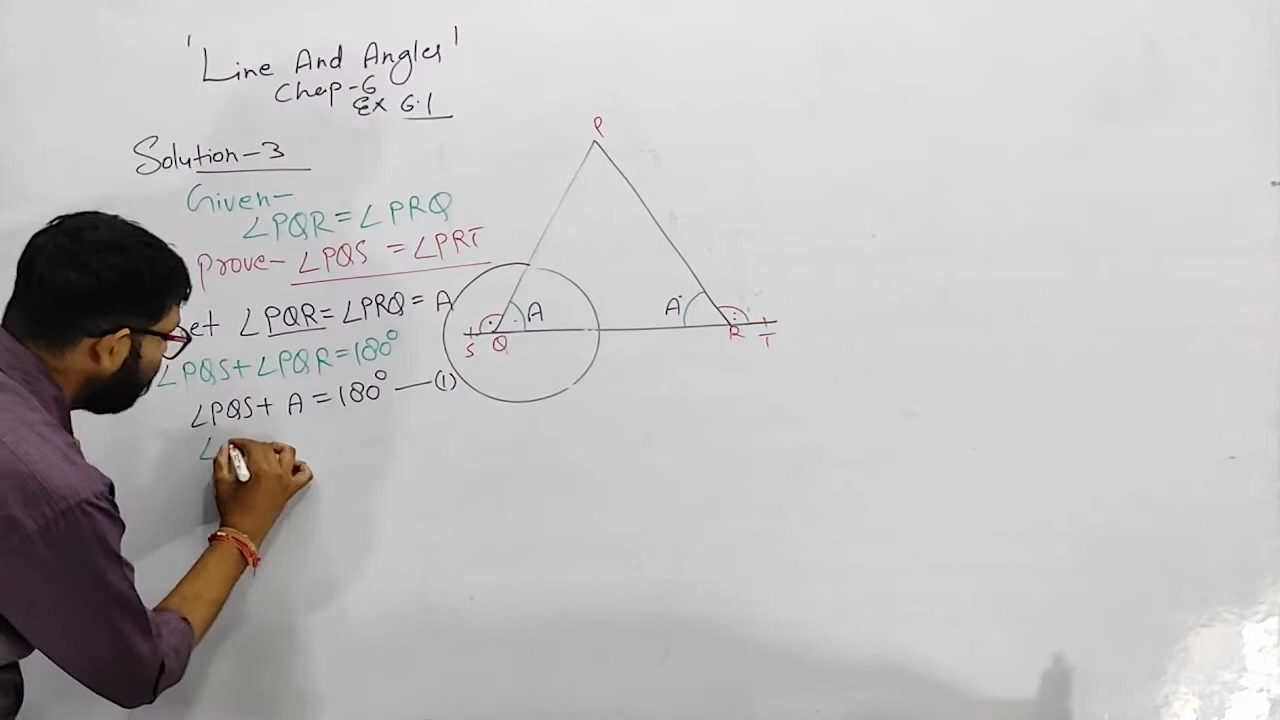 'Line And Angles'
Chap-6
Ex 6.1
Solution-3
Given-
∠PQR=∠PRQ
Prove- ∠PQS = ∠PRT
et ∠PQR=∠PRQ= A
∠PQS+∠PQR=180°
∠PQS+ A =180° —(1)
∠
P
A
A
S
Q
R
T